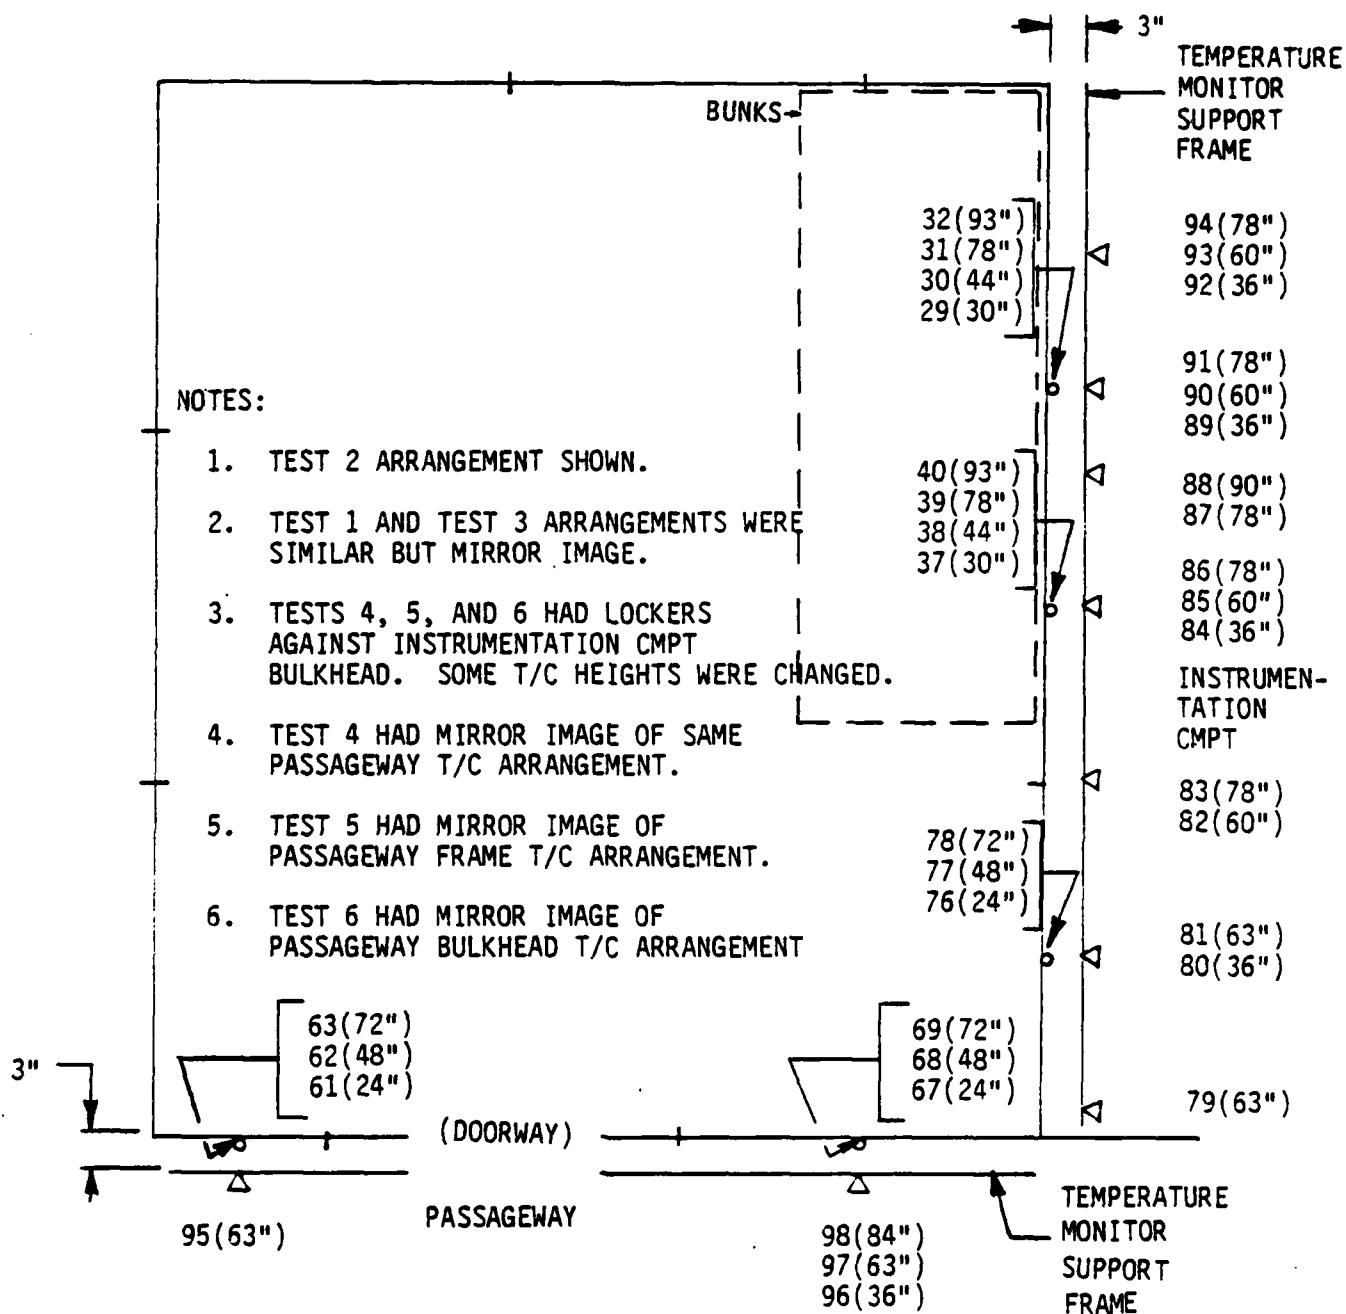 3"
TEMPERATURE
MONITOR
SUPPORT
FRAME
BUNKS
32(93")
31(78")
30(44")
29(30")
94(78")
93(60")
92(36")
91(78")
90(60")
89(36")
NOTES:
1. TEST 2 ARRANGEMENT SHOWN.
2. TEST 1 AND TEST 3 ARRANGEMENTS WERE
SIMILAR BUT MIRROR IMAGE.
3. TESTS 4, 5, AND 6 HAD LOCKERS
AGAINST INSTRUMENTATION CMPT
BULKHEAD. SOME T/C HEIGHTS WERE CHANGED.
4. TEST 4 HAD MIRROR IMAGE OF SAME
PASSAGEWAY T/C ARRANGEMENT.
5. TEST 5 HAD MIRROR IMAGE OF
PASSAGEWAY FRAME T/C ARRANGEMENT.
6. TEST 6 HAD MIRROR IMAGE OF
PASSAGEWAY BULKHEAD T/C ARRANGEMENT
40(93")
39(78")
38(44")
37(30")
88(90")
87(78")
86(78")
85(60")
84(36")
INSTRUMEN-
TATION
CMPT
83(78")
82(60")
78(72")
77(48")
76(24")
81(63")
80(36")
63(72")
62(48")
61(24")
69(72")
68(48")
67(24")
3"
79(63")
(DOORWAY)
PASSAGEWAY
95(63")
98(84")
97(63")
96(36")
TEMPERATURE
MONITOR
SUPPORT
FRAME